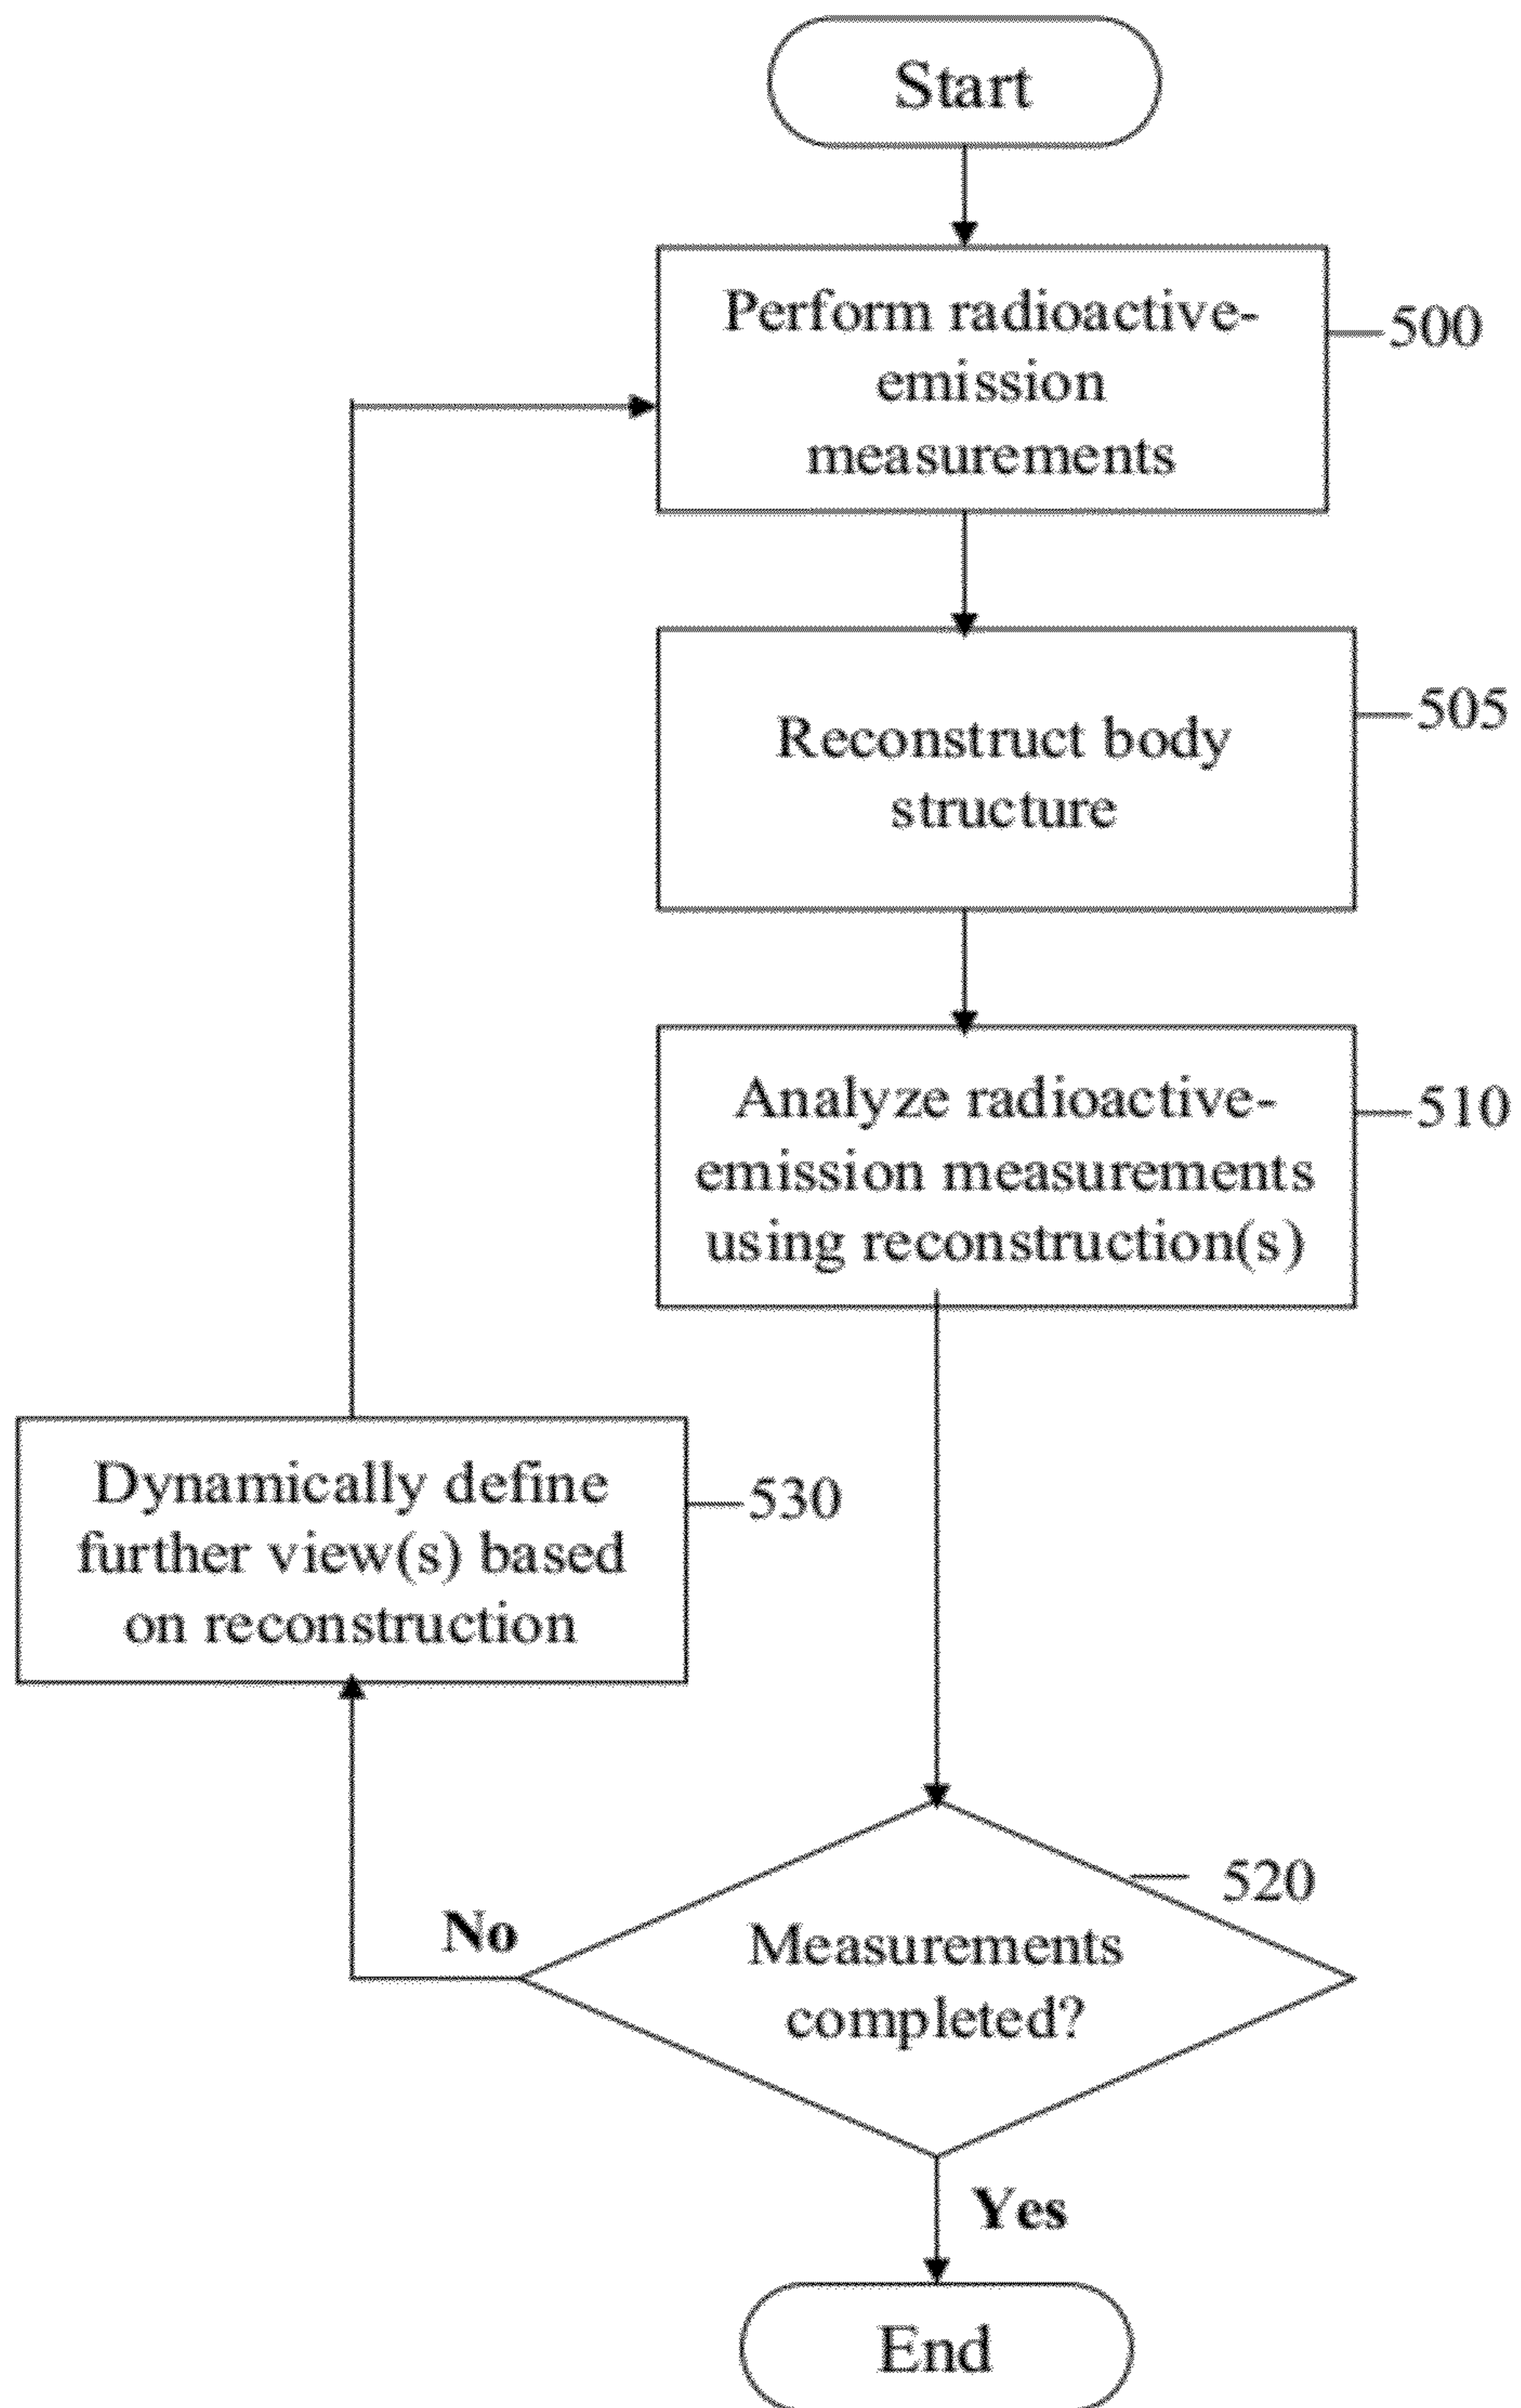 Start
Perform radioactive-
emission
measurements
500
Reconstruct body
structure
505
Analyze radioactive-
emission measurements
using reconstruction(s)
510
Dynamically define
further view(s) based
on reconstruction
530
520
No
Measurements
completed?
Yes
End